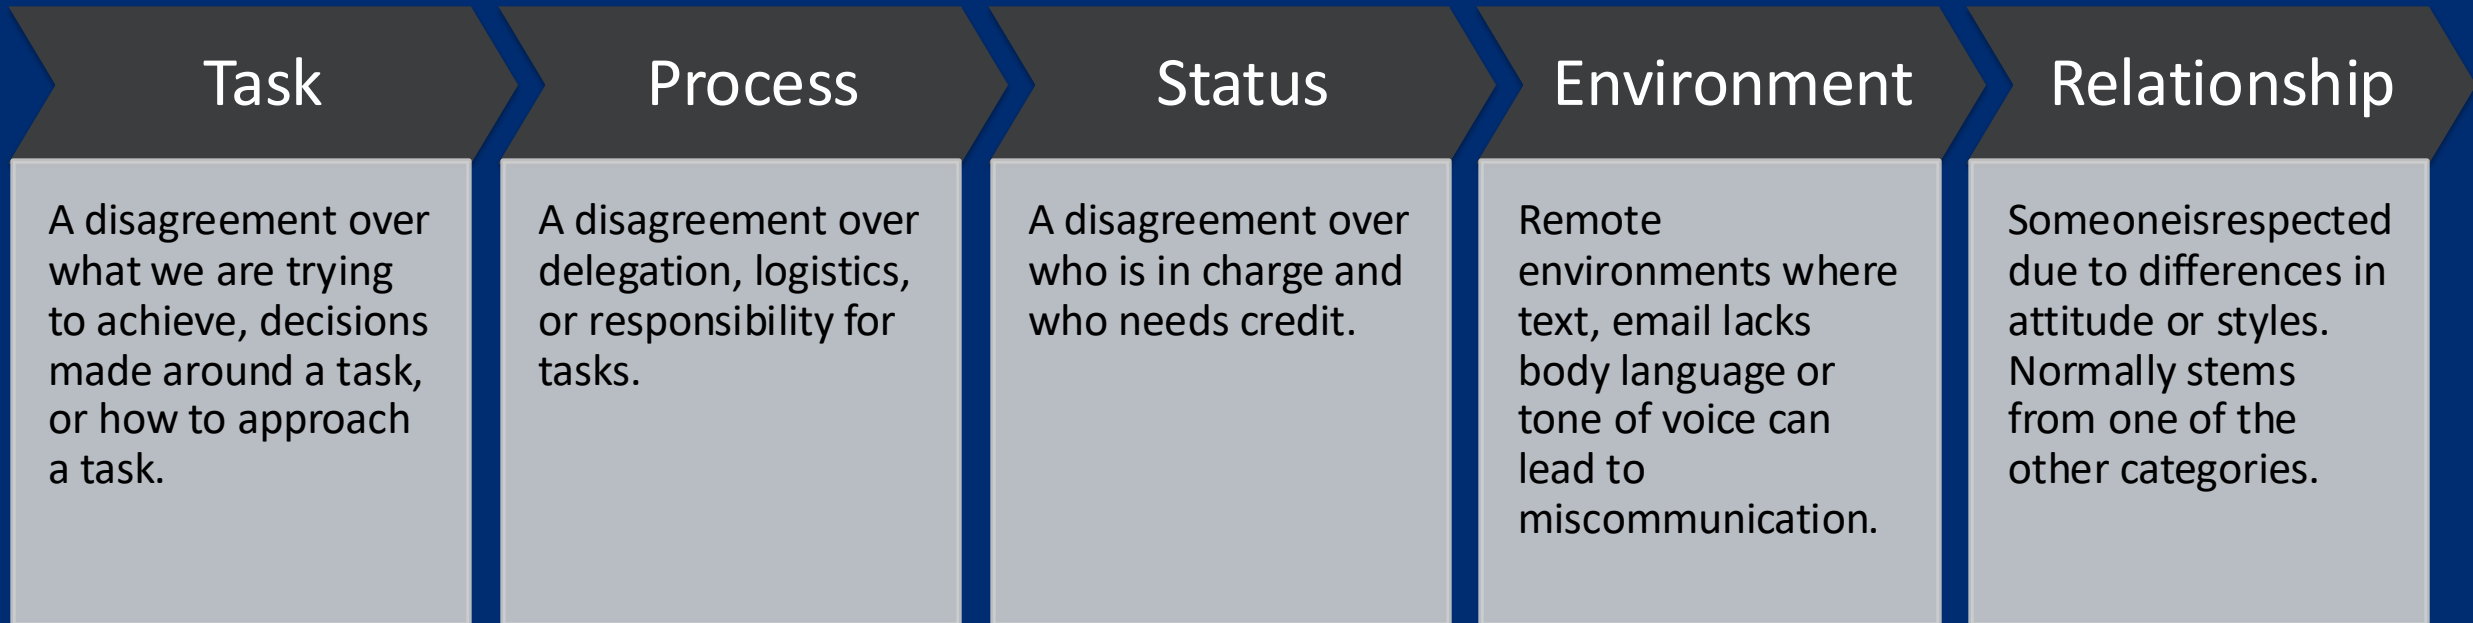 Task
A disagreement over
what we are trying
to achieve, decisions
made around a task,
or how to approach
a task.
Process
A disagreement over
delegation, logistics,
or responsibility for
tasks.
Status
A disagreement over
who is in charge and
who needs credit.
Environment
Remote
environments where
text, email lacks
body language or
tone of voice can
lead to
miscommunication.
Relationship
Someoneisrespected
due to differences in
attitude or styles.
Normally stems
from one of the
other categories.